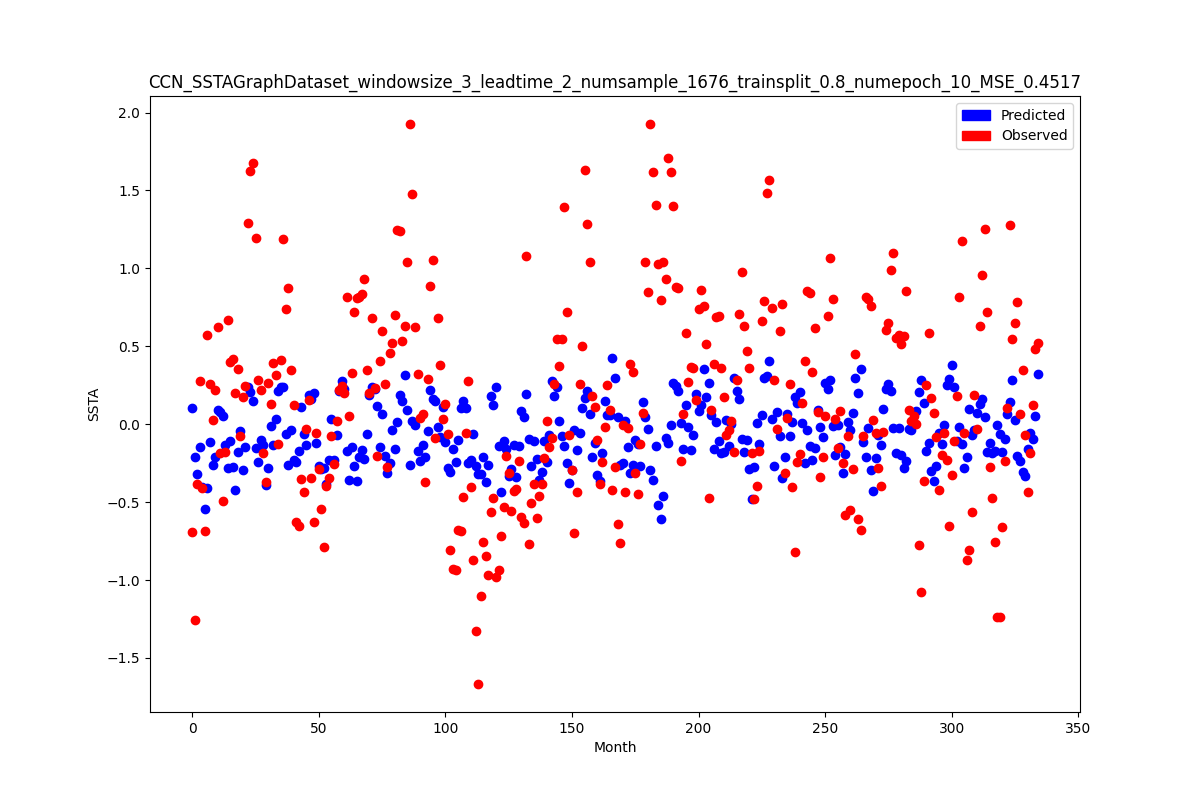 CCN_SSTAGraphDataset_windowsize_3_leadtime_2_numsample_1676_trainsplit_0.8_numepoch_10_MSE_0.4517
Predicted
Observed
2.0
1.5
1.0
0.5
0.0
−0.5
−1.0
−1.5
SSTA
0 50 100 150 200 250 300 350
Month